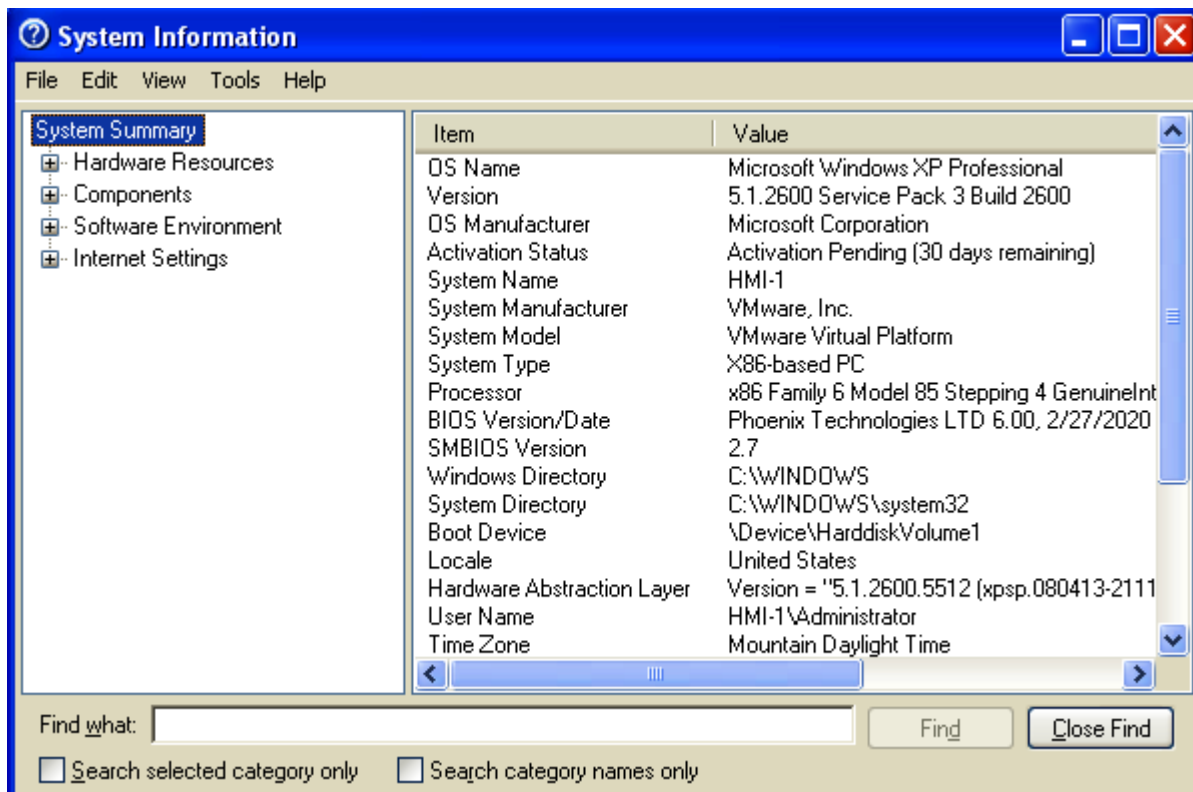 System Information
File Edit View Tools Help
System Summary
Hardware Resources
Components
Software Environment
Internet Settings
Item Value
OS Name Microsoft Windows XP Professional
Version 5.1.2600 Service Pack 3 Build 2600
OS Manufacturer Microsoft Corporation
Activation Status Activation Pending (30 days remaining)
System Name HMI-1
System Manufacturer VMware, Inc.
System Model VMware Virtual Platform
System Type X86-based PC
Processor x86 Family 6 Model 85 Stepping 4 GenuineInt
BIOS Version/Date Phoenix Technologies LTD 6.00, 2/27/2020
SMBIOS Version 2.7
Windows Directory C:\WINDOWS
System Directory C:\WINDOWS\system32
Boot Device \Device\HarddiskVolume1
Locale United States
Hardware Abstraction Layer Version = "5.1.2600.5512 (xpsp.080413-2111
User Name HMI-1\Administrator
Time Zone Mountain Daylight Time
Find what: Find Close Find
Search selected category only Search category names only